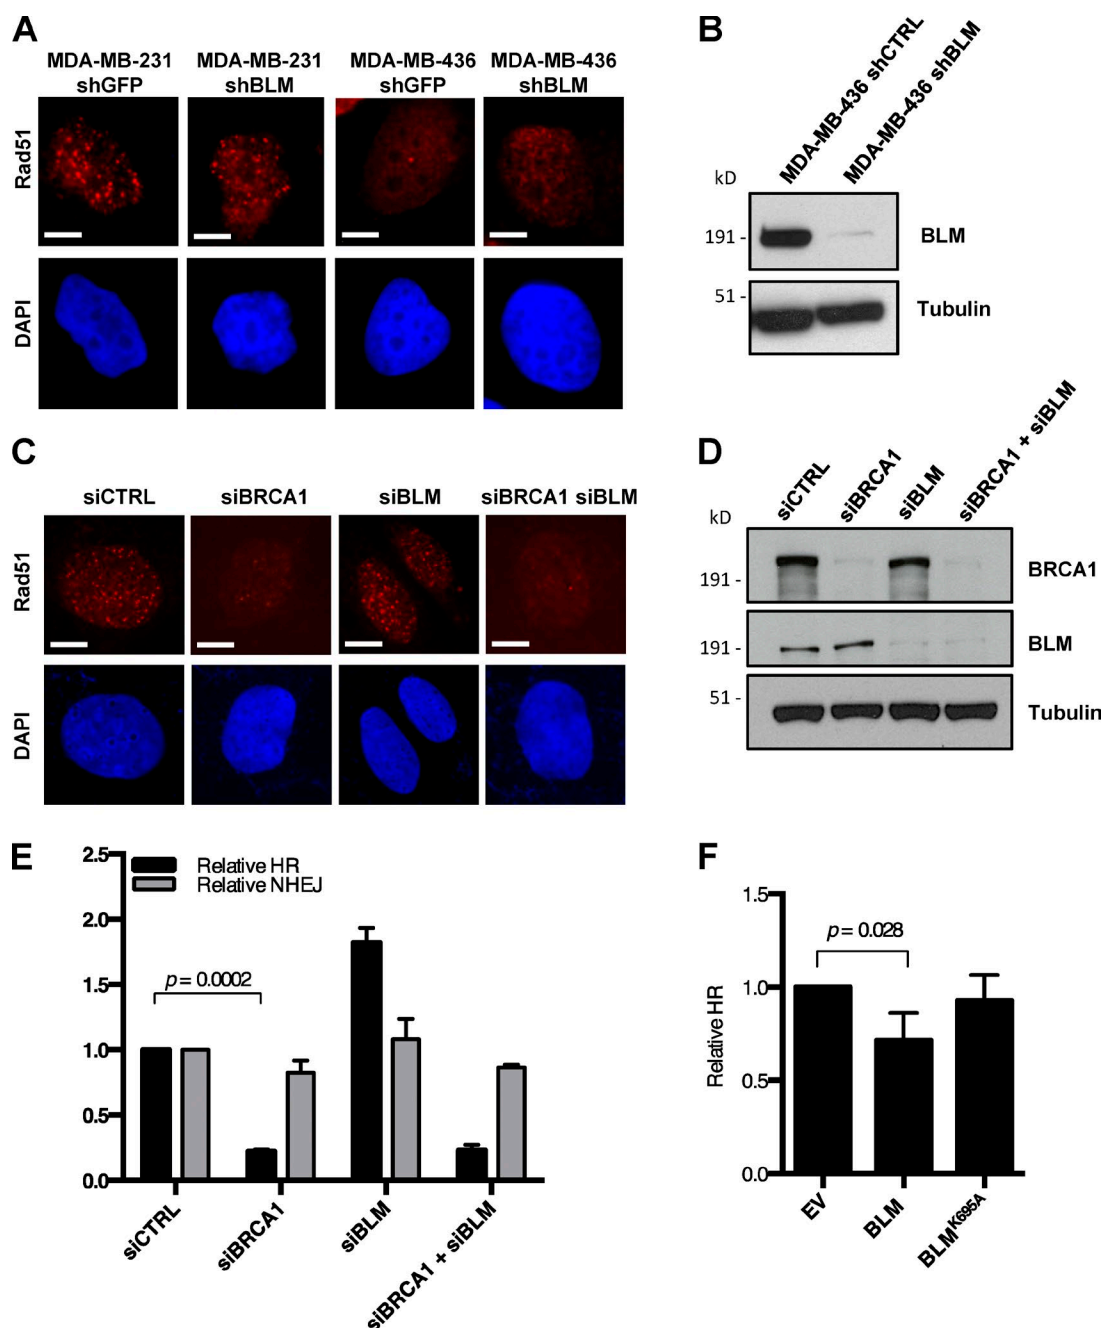 A
MDA-MB-231 shGFP
MDA-MB-231 shBLM
MDA-MB-436 shGFP
MDA-MB-436 shBLM
Rad51
DAPI
B
MDA-MB-436 shCTRL
MDA-MB-436 shBLM
kD
191 -
BLM
51 -
Tubulin
C
siCTRL
siBRCA1
siBLM
siBRCA1 siBLM
Rad51
DAPI
D
siCTRL
siBRCA1
siBLM
siBRCA1 + siBLM
kD
191 -
BRCA1
191 -
BLM
51 -
Tubulin
E
2.5
2.0
1.5
1.0
0.5
0.0
Relative HR
Relative NHEJ
p = 0.0002
siCTRL
siBRCA1
siBLM
siBRCA1 + siBLM
F
Relative HR
1.5
1.0
0.5
0.0
p = 0.028
EV
BLM
BLM^K695A